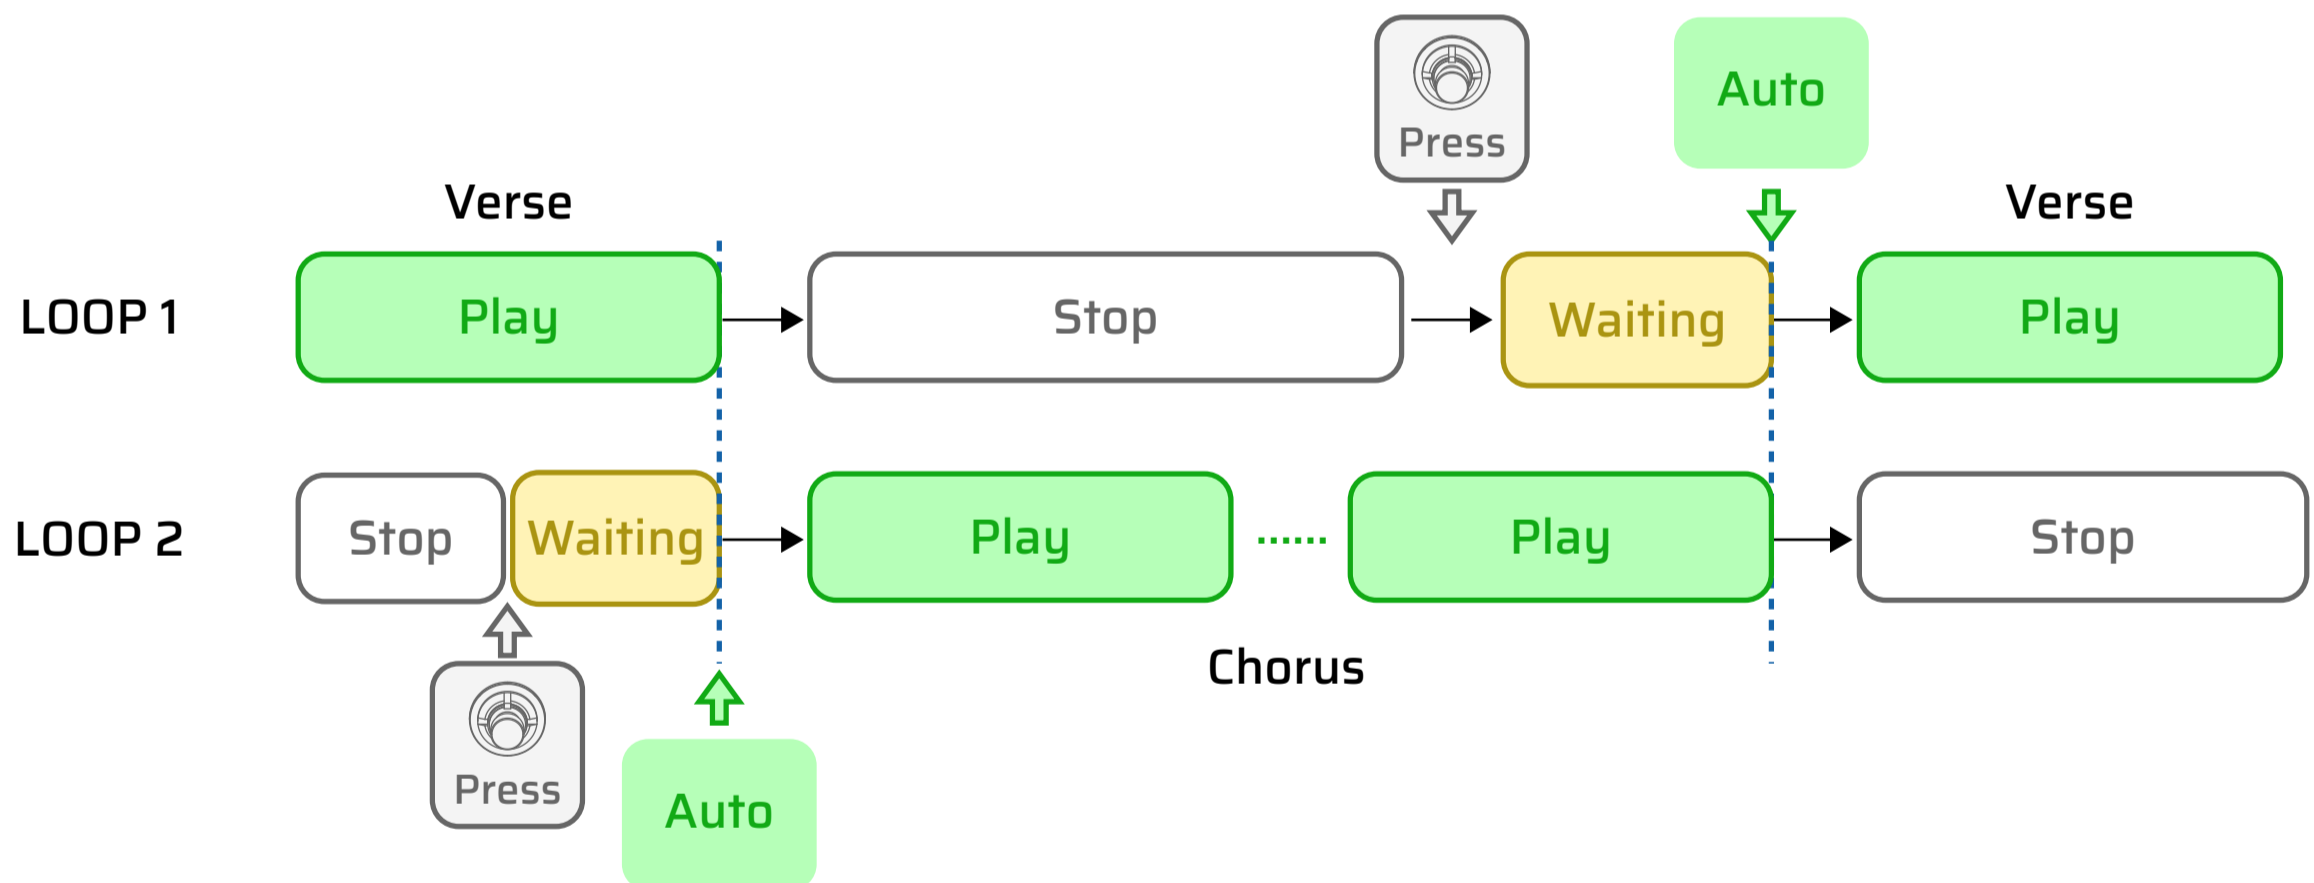 Press
Auto
Verse
Verse
LOOP 1
Play
Stop
Waiting
Play
LOOP 2
Stop
Waiting
Play
Play
Stop
Chorus
Press
Auto